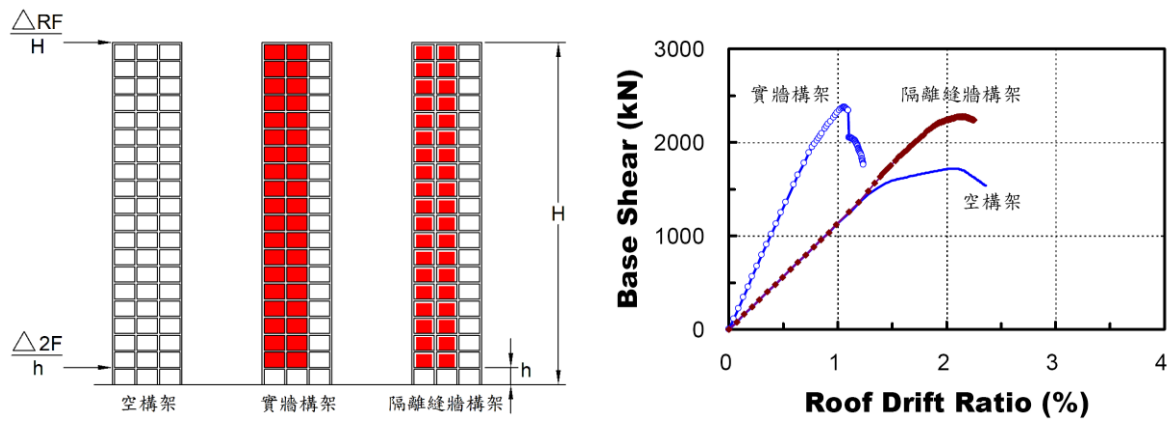 △RF
H
H
△2F
h
h
空構架
實牆構架
隔離縫牆構架
3000
2000
1000
0
Base Shear (kN)
實牆構架
隔離縫牆構架
空構架
0
1
2
3
4
Roof Drift Ratio (%)